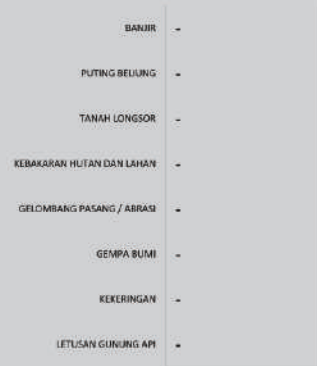 BANJIR -
PUTING BELIUNG -
TANAH LONGSOR -
KEBAKARAN HUTAN DAN LAHAN -
GELOMBANG PASANG / ABRASI -
GEMPA BUMI -
KEKERINGAN -
LETUSAN GUNUNG API -